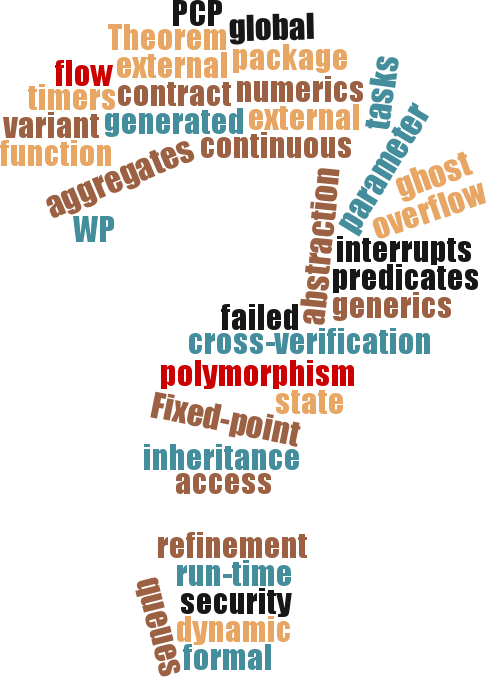 PCP
global
Theorem
external
package
flow
timers
contract
numerics
tasks
variant
generated
external
function
aggregates
continuous
parameter
ghost
overflow
WP
abstraction
interrupts
predicates
generics
failed
cross-verification
polymorphism
state
Fixed-point
inheritance
access
refinement
run-time
queues
security
dynamic
formal